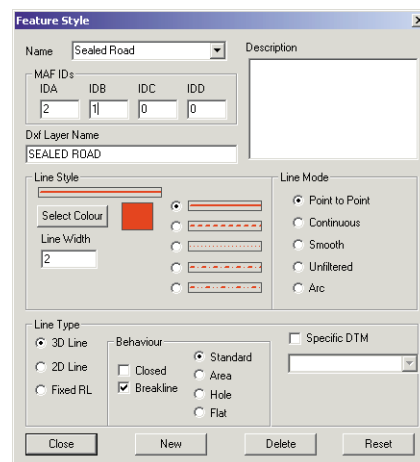 Feature Style
Name Sealed Road Description
MAF IDs
IDA IDB IDC IDD
2 1 0 0
Dxf Layer Name
SEALED ROAD
Line Style Line Mode
Select Colour
Line Width
2
Point to Point
Continuous
Smooth
Unfiltered
Arc
Line Type
3D Line
2D Line
Fixed RL
Behaviour
Closed
Breakline
Standard
Area
Hole
Flat
Specific DTM
Close New Delete Reset